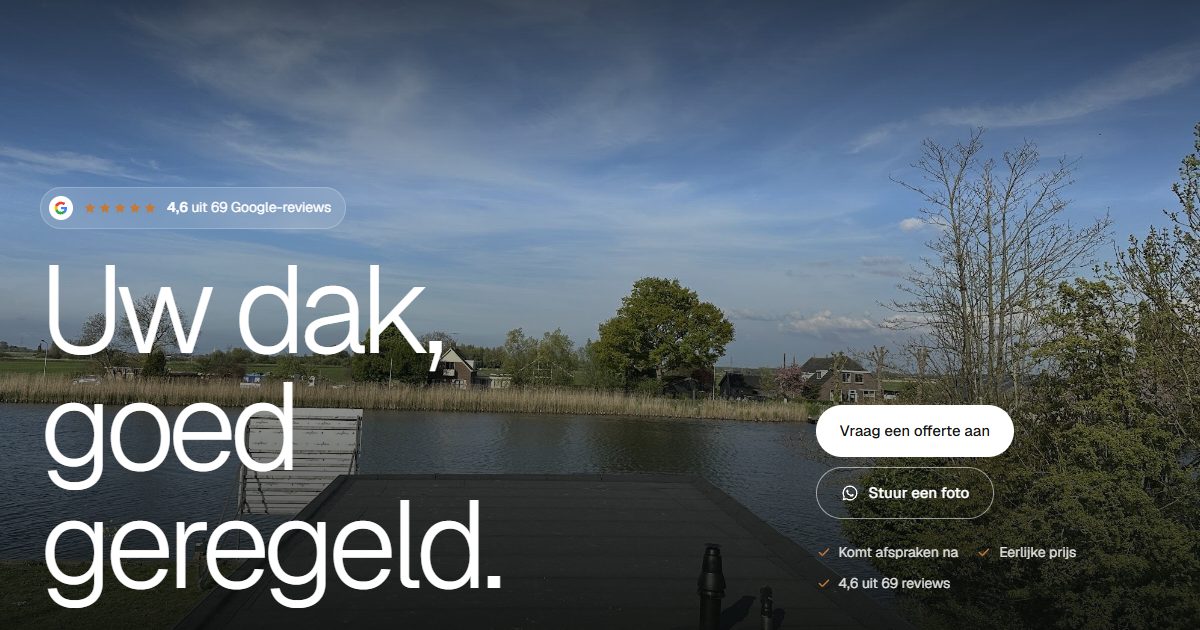 4,6 uit 69 Google-reviews
Uw dak,
goed
geregeld.
Vraag een offerte aan
Stuur een foto
Komt afspraken na
Eerlijke prijs
4,6 uit 69 reviews